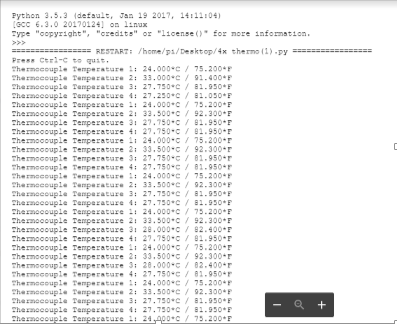 Python 3.5.3 (default, Jan 19 2017, 14:11:04)
[GCC 6.3.0 20170124] on linux
Type "copyright", "credits" or "license()" for more information.
>>>
================ RESTART: /home/pi/Desktop/4x thermo(1).py ================
Press Ctrl-C to quit.
Thermocouple Temperature 1: 24.000*C / 75.200*F
Thermocouple Temperature 2: 33.000*C / 91.400*F
Thermocouple Temperature 3: 27.750*C / 81.950*F
Thermocouple Temperature 4: 27.250*C / 81.050*F
Thermocouple Temperature 1: 24.000*C / 75.200*F
Thermocouple Temperature 2: 33.500*C / 92.300*F
Thermocouple Temperature 3: 27.750*C / 81.950*F
Thermocouple Temperature 4: 27.750*C / 81.950*F
Thermocouple Temperature 1: 24.000*C / 75.200*F
Thermocouple Temperature 2: 33.500*C / 92.300*F
Thermocouple Temperature 3: 27.750*C / 81.950*F
Thermocouple Temperature 4: 27.750*C / 81.950*F
Thermocouple Temperature 1: 24.000*C / 75.200*F
Thermocouple Temperature 2: 33.500*C / 92.300*F
Thermocouple Temperature 3: 27.750*C / 81.950*F
Thermocouple Temperature 4: 27.750*C / 81.950*F
Thermocouple Temperature 1: 24.000*C / 75.200*F
Thermocouple Temperature 2: 33.500*C / 92.300*F
Thermocouple Temperature 3: 28.000*C / 82.400*F
Thermocouple Temperature 4: 27.750*C / 81.950*F
Thermocouple Temperature 1: 24.000*C / 75.200*F
Thermocouple Temperature 2: 33.500*C / 92.300*F
Thermocouple Temperature 3: 28.000*C / 82.400*F
Thermocouple Temperature 4: 27.750*C / 81.950*F
Thermocouple Temperature 1: 24.000*C / 75.200*F
Thermocouple Temperature 2: 33.500*C / 92.300*F
Thermocouple Temperature 3: 27.750*C / 81.950*F
Thermocouple Temperature 4: 27.750*C / 81.950*F
Thermocouple Temperature 1: 24.000*C / 75.200*F